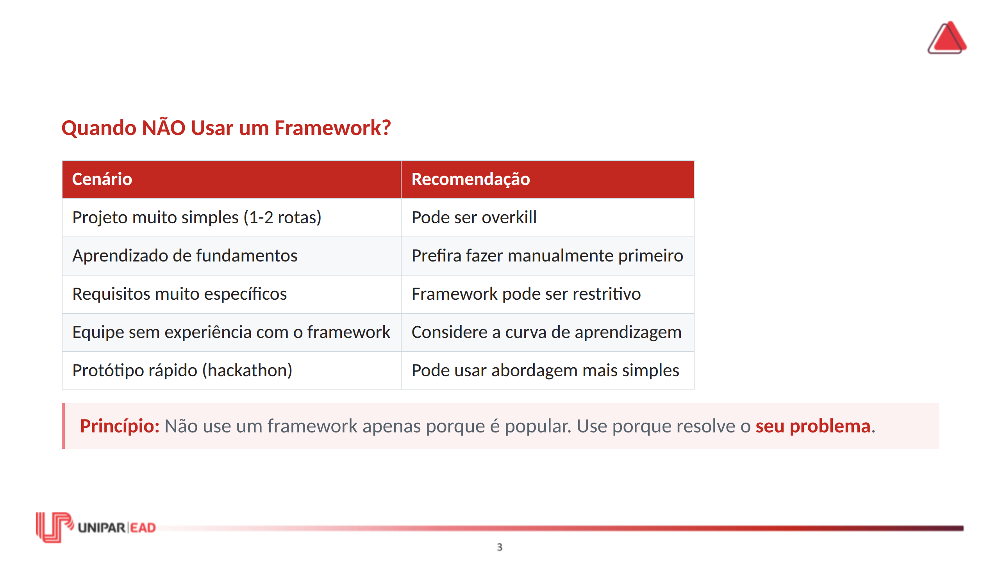 Quando NÃO Usar um Framework?
Cenário Recomendação
Projeto muito simples (1-2 rotas) Pode ser overkill
Aprendizado de fundamentos Prefira fazer manualmente primeiro
Requisitos muito específicos Framework pode ser restritivo
Equipe sem experiência com o framework Considere a curva de aprendizagem
Protótipo rápido (hackathon) Pode usar abordagem mais simples
Princípio: Não use um framework apenas porque é popular. Use porque resolve o seu problema.
UNIPAR|EAD
3